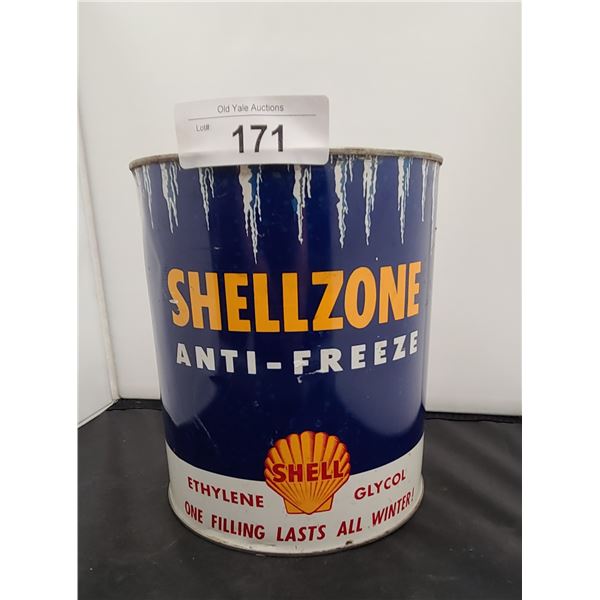 Old Yale Auctions
Lot#: 171
SHELLZONE
ANTI-FREEZE
SHELL
ETHYLENE GLYCOL
ONE FILLING LASTS ALL WINTER!